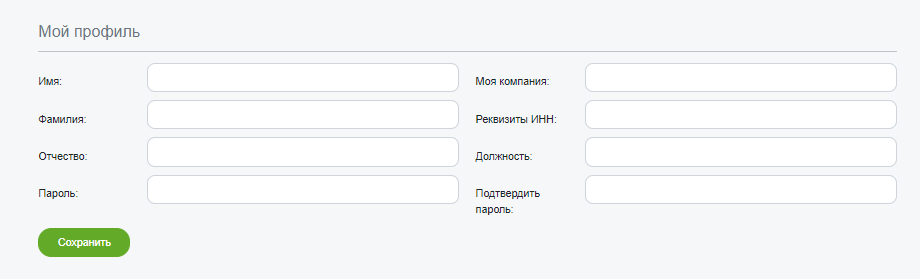 Мой профиль
Имя:
Моя компания:
Фамилия:
Реквизиты ИНН:
Отчество:
Должность:
Пароль:
Подтвердить
пароль:
Сохранить